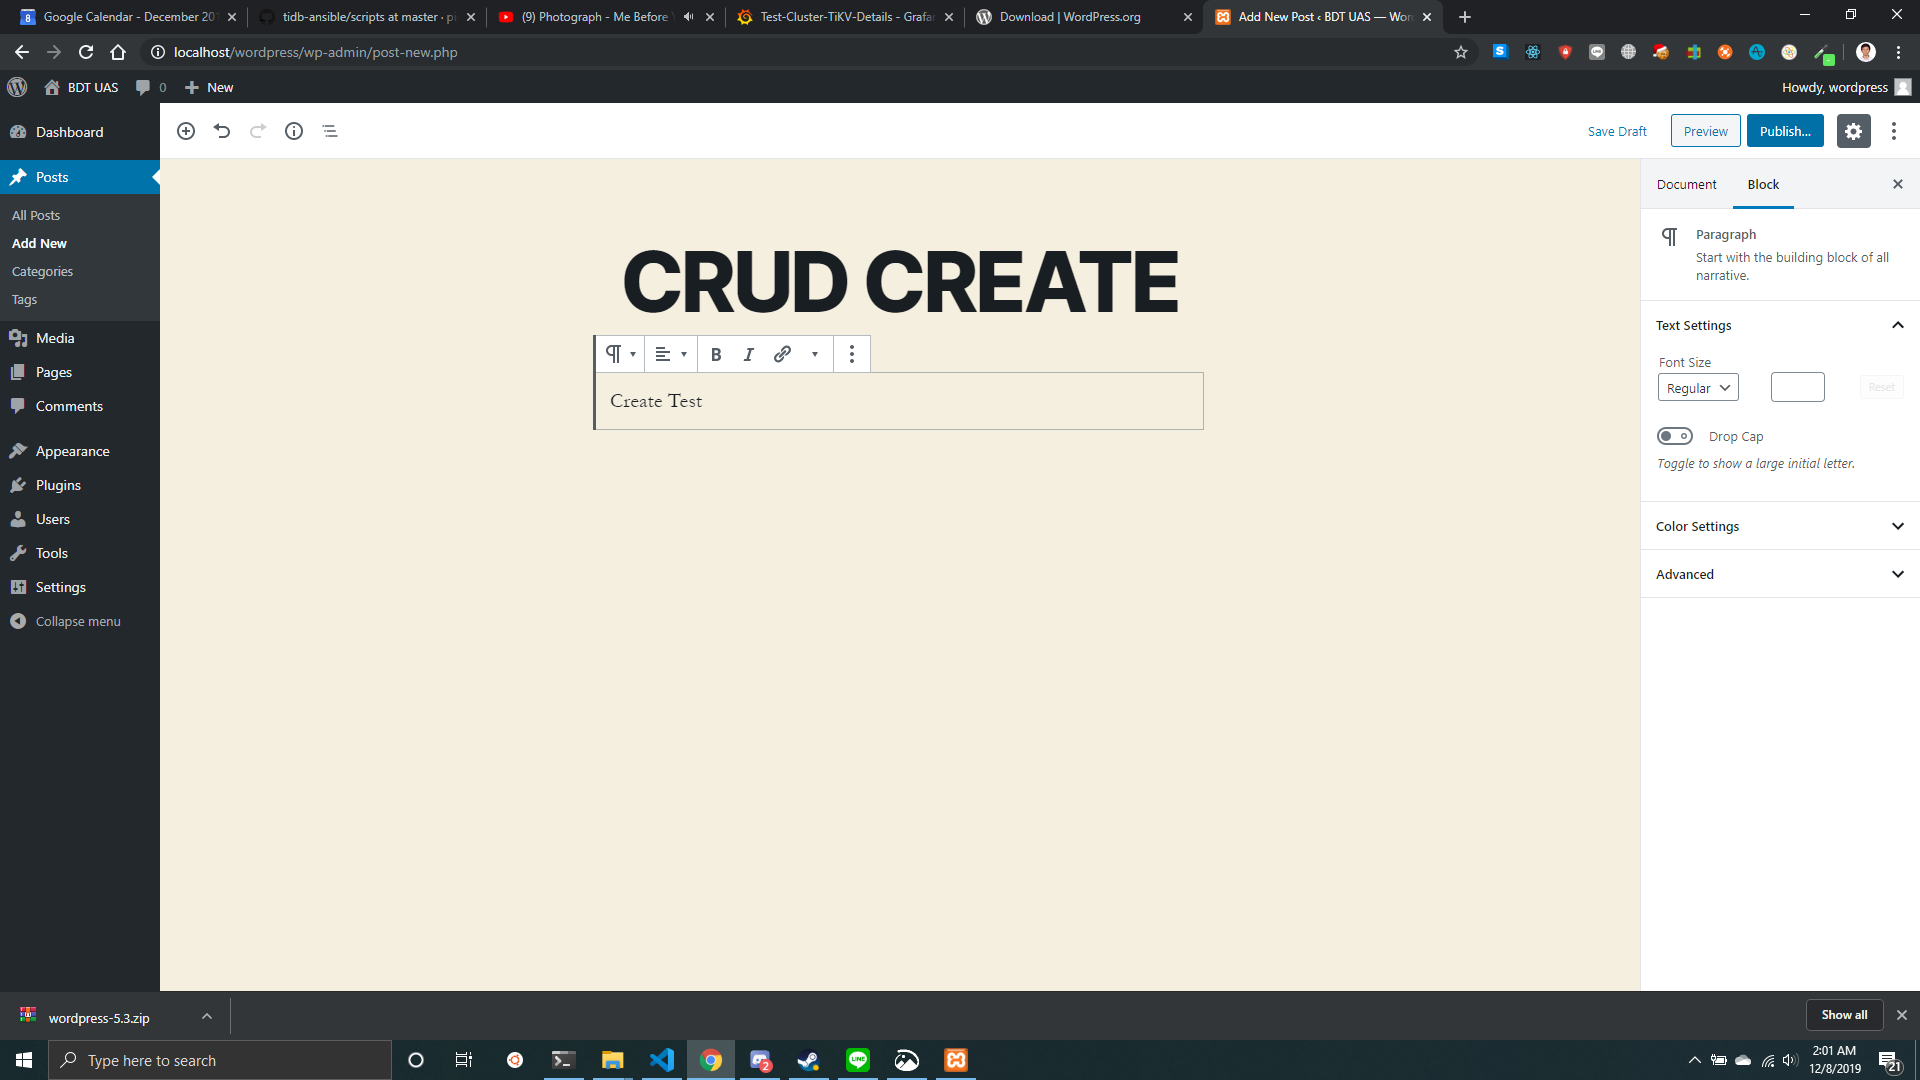 Google Calendar - December 201
tidb-ansible/scripts at master · pi
(9) Photograph - Me Before Y
Test-Cluster-TiKV-Details - Grafan
Download | WordPress.org
Add New Post ‹ BDT UAS — Wor
localhost/wordpress/wp-admin/post-new.php
BDT UAS
0
New
Howdy, wordpress
Dashboard
Posts
All Posts
Add New
Categories
Tags
Media
Pages
Comments
Appearance
Plugins
Users
Tools
Settings
Collapse menu
Save Draft
Preview
Publish...
CRUD CREATE
B I
Create Test
Document
Block
Paragraph
Start with the building block of all
narrative.
Text Settings
Font Size
Regular
Reset
Drop Cap
Toggle to show a large initial letter.
Color Settings
Advanced
wordpress-5.3.zip
Show all
Type here to search
2
LINE
2:01 AM
12/8/2019
21